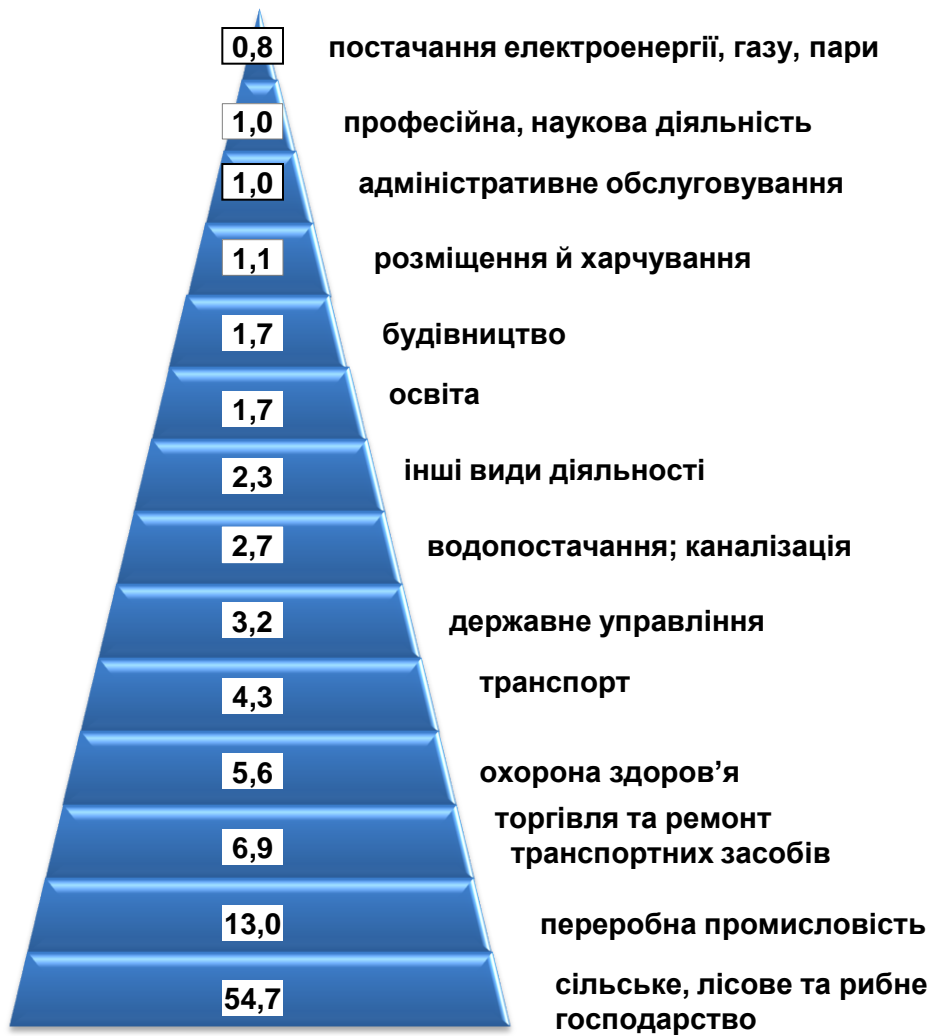 0,8 постачання електроенергії, газу, пари
1,0 професійна, наукова діяльність
1,0 адміністративне обслуговування
1,1 розміщення й харчування
1,7 будівництво
1,7 освіта
2,3 інші види діяльності
2,7 водопостачання; каналізація
3,2 державне управління
4,3 транспорт
5,6 охорона здоров’я
6,9 торгівля та ремонт
транспортних засобів
13,0 переробна промисловість
54,7 сільське, лісове та рибне
господарство